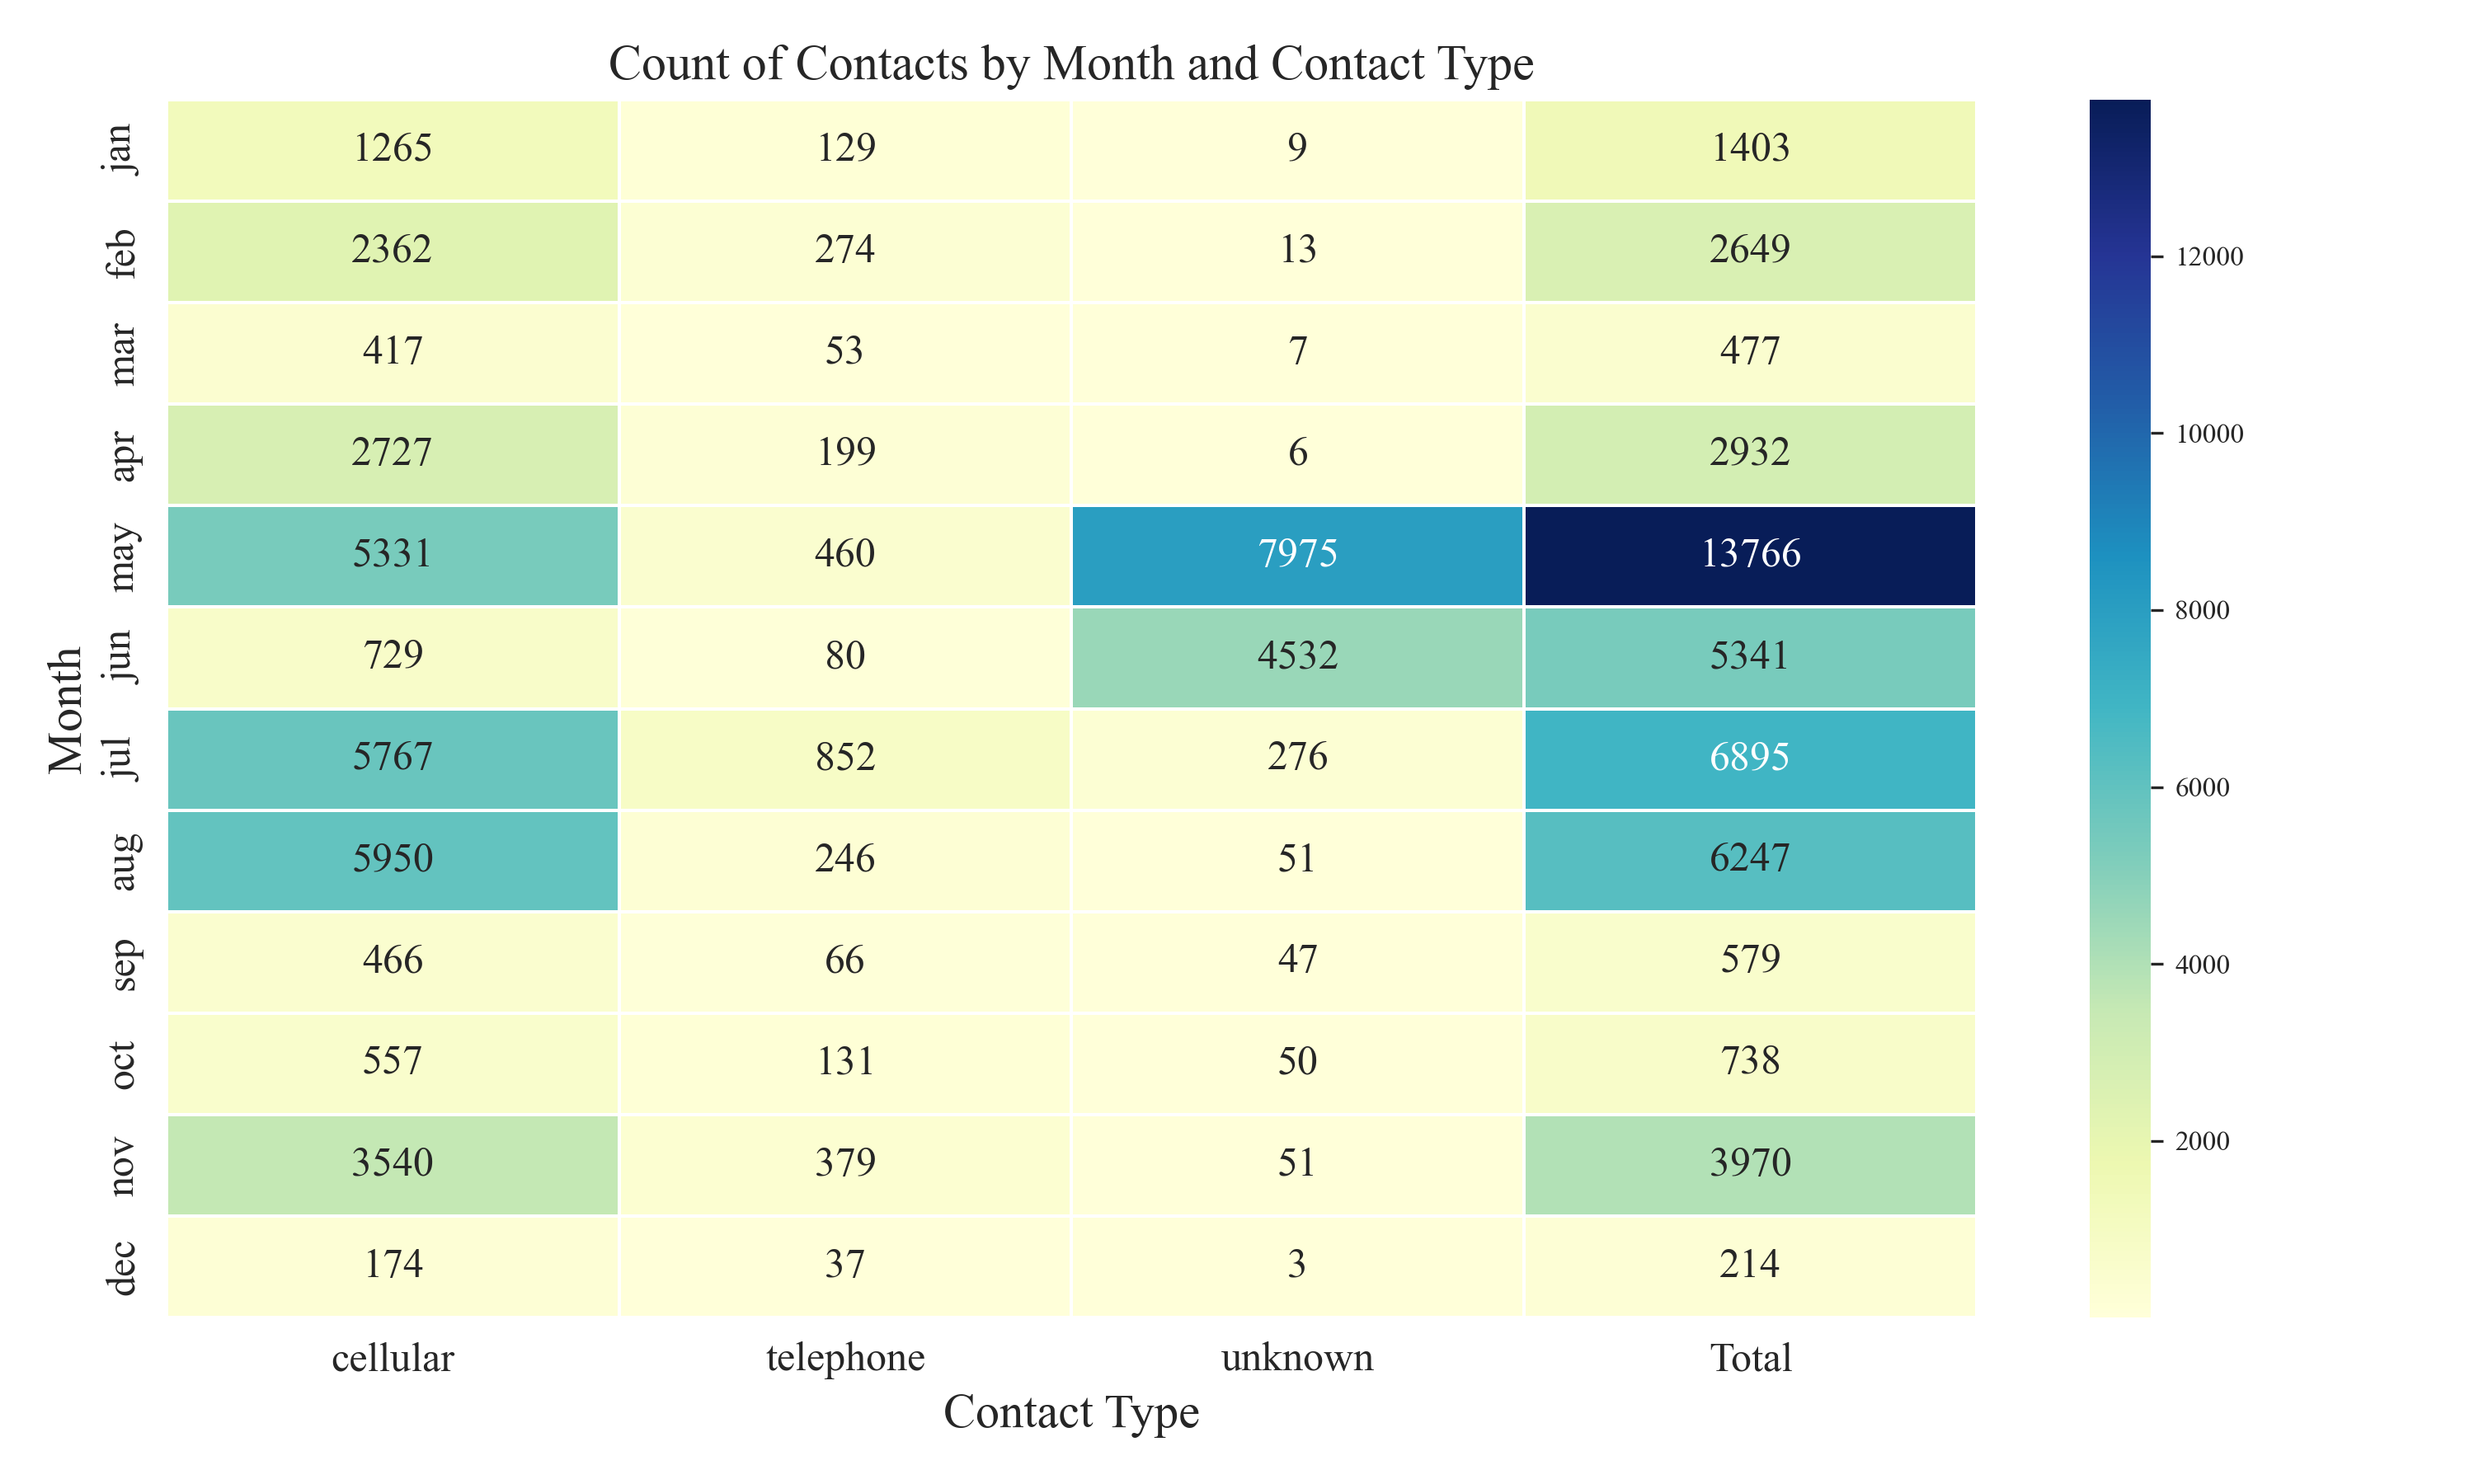 Count of Contacts by Month and Contact Type
jan 1265 129 9 1403
feb 2362 274 13 2649
mar 417 53 7 477
apr 2727 199 6 2932
may 5331 460 7975 13766
jun 729 80 4532 5341
jul 5767 852 276 6895
aug 5950 246 51 6247
sep 466 66 47 579
oct 557 131 50 738
nov 3540 379 51 3970
dec 174 37 3 214
cellular telephone unknown Total
Contact Type
Month
12000
10000
8000
6000
4000
2000